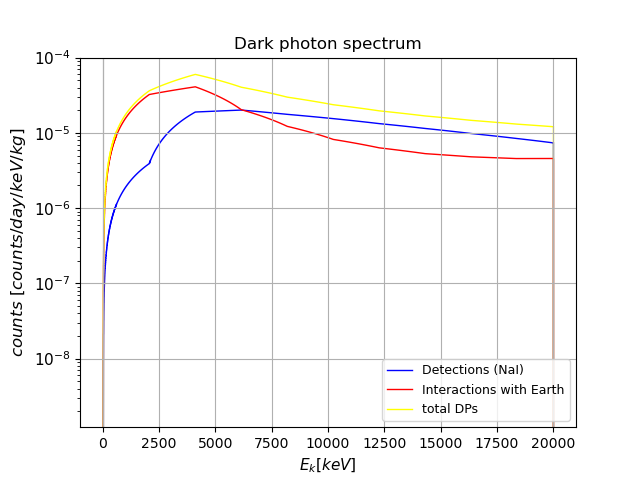 Dark photon spectrum
10⁻⁴
10⁻⁵
10⁻⁶
10⁻⁷
10⁻⁸
counts [counts/day/keV/kg]
Detections (NaI)
Interactions with Earth
total DPs
0 2500 5000 7500 10000 12500 15000 17500 20000
Eₖ[keV]